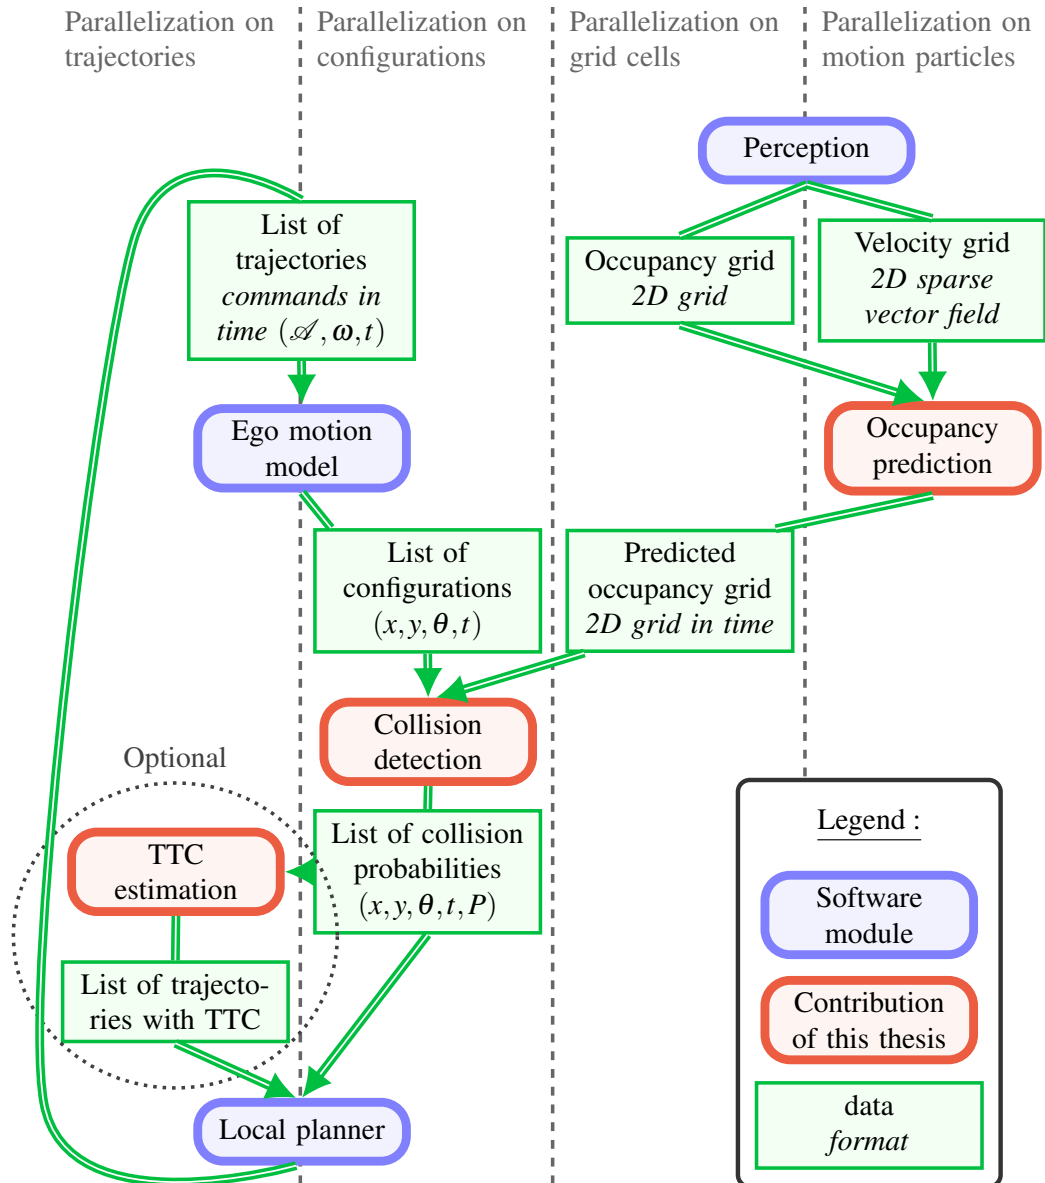 Parallelization on
trajectories
Parallelization on
configurations
Parallelization on
grid cells
Parallelization on
motion particles
Perception
List of
trajectories
commands in
time (𝒜, ω, t)
Occupancy grid
2D grid
Velocity grid
2D sparse
vector field
Ego motion
model
Occupancy
prediction
List of
configurations
(x, y, θ, t)
Predicted
occupancy grid
2D grid in time
Collision
detection
Optional
TTC
estimation
List of collision
probabilities
(x, y, θ, t, P)
List of trajecto-
ries with TTC
Local planner
Legend :
Software
module
Contribution
of this thesis
data
format